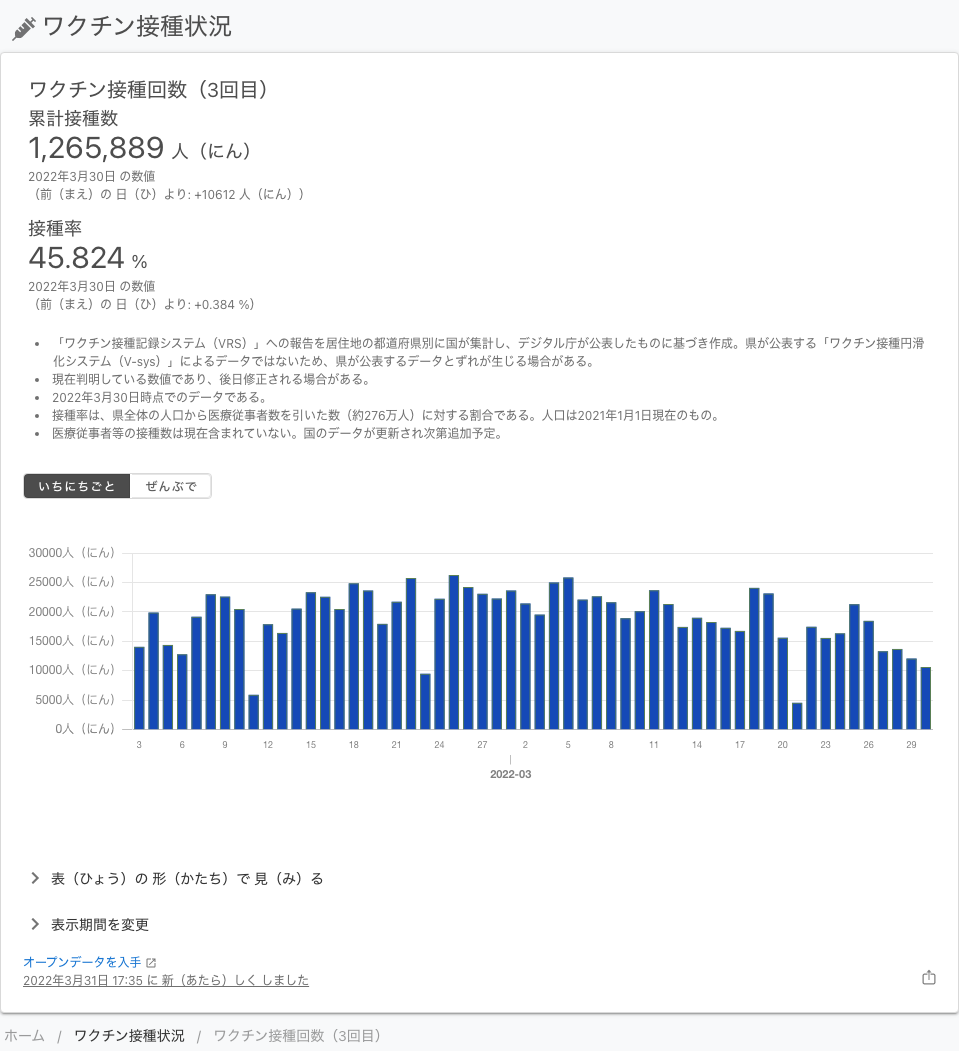 ワクチン接種状況
ワクチン接種回数（3回目）
累計接種数
1,265,889 人（にん）
2022年3月30日 の数値
（前（まえ）の 日（ひ）より: +10612 人（にん））
接種率
45.824 %
2022年3月30日 の数値
（前（まえ）の 日（ひ）より: +0.384 %）
• 「ワクチン接種記録システム（VRS）」への報告を居住地の都道府県別に国が集計し、デジタル庁が公表したものに基づき作成。県が公表する「ワクチン接種円滑
化システム（V-sys）」によるデータではないため、県が公表するデータとずれが生じる場合がある。
• 現在判明している数値であり、後日修正される場合がある。
• 2022年3月30日時点でのデータである。
• 接種率は、県全体の人口から医療従事者数を引いた数（約276万人）に対する割合である。人口は2021年1月1日現在のもの。
• 医療従事者等の接種数は現在含まれていない。国のデータが更新され次第追加予定。
いちにちごと ぜんぶで
30000人（にん）
25000人（にん）
20000人（にん）
15000人（にん）
10000人（にん）
5000人（にん）
0人（にん）
3 6 9 12 15 18 21 24 27 2 5 8 11 14 17 20 23 26 29
2022-03
表（ひょう）の 形（かたち）で 見（み）る
表示期間を変更
オープンデータを入手
2022年3月31日 17:35 に 新（あたら）しく しました
ホーム / ワクチン接種状況 / ワクチン接種回数（3回目）